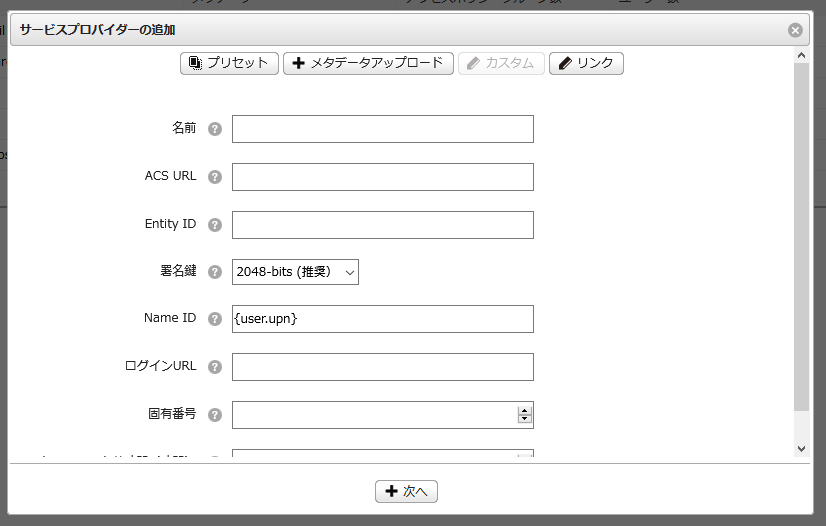 サービスプロバイダーの追加
プリセット
メタデータアップロード
カスタム
リンク
名前
ACS URL
Entity ID
署名鍵
2048-bits (推奨)
Name ID
{user.upn}
ログインURL
固有番号
次へ